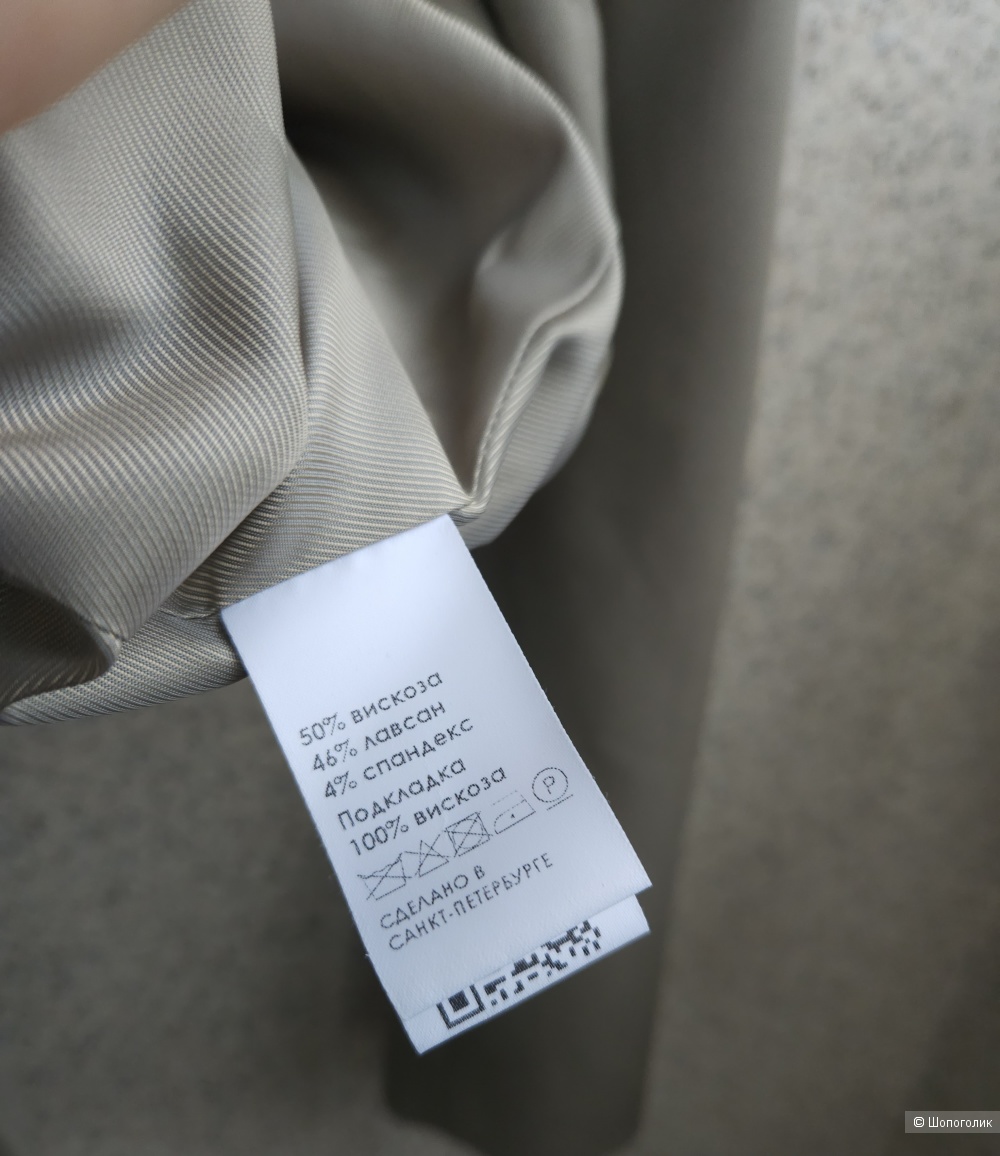 50% вискоза
46% лавсан
4% спандекс
Подкладка
100% вискоза
P
СДЕЛАНО В
САНКТ-ПЕТЕРБУРГЕ
© Шопоголик